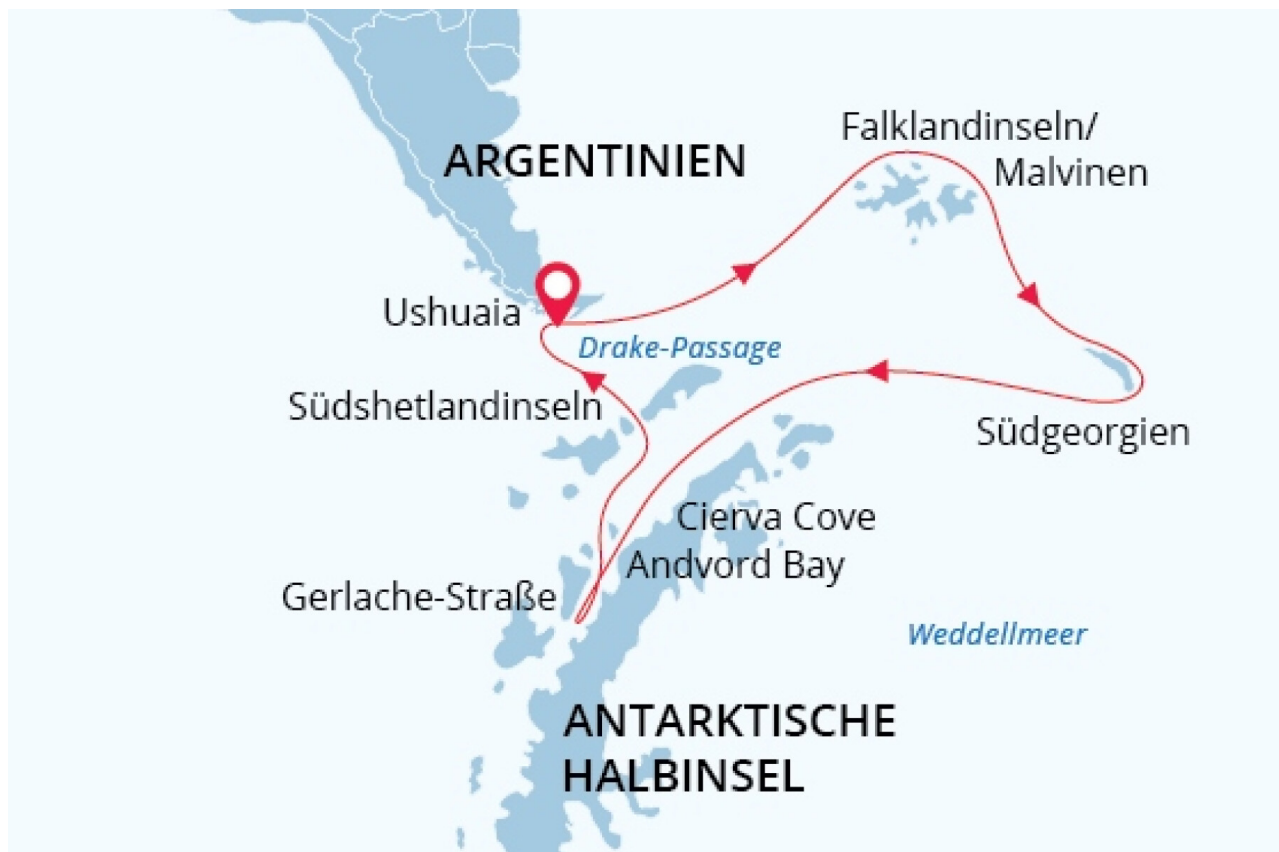 Falklandinseln/
Malvinen
ARGENTINIEN
Ushuaia
Drake-Passage
Südshetlandinseln
Südgeorgien
Cierva Cove
Andvord Bay
Gerlache-Straße
Weddellmeer
ANTARKTISCHE
HALBINSEL